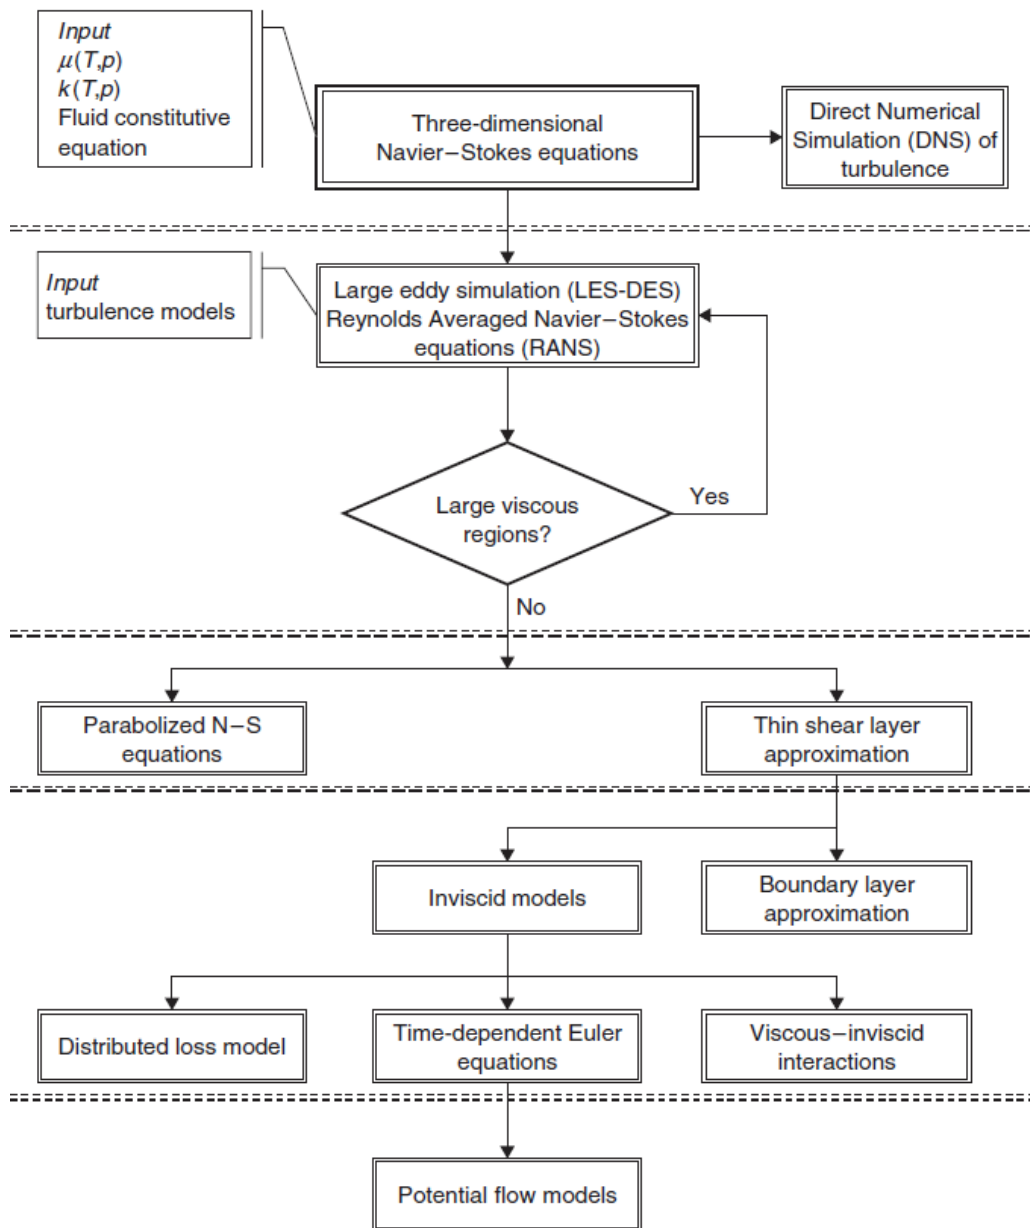 Input
μ(T,p)
k(T,p)
Fluid constitutive
equation
Three-dimensional
Navier–Stokes equations
Direct Numerical
Simulation (DNS) of
turbulence
Input
turbulence models
Large eddy simulation (LES-DES)
Reynolds Averaged Navier–Stokes
equations (RANS)
Large viscous
regions?
Yes
No
Parabolized N–S
equations
Thin shear layer
approximation
Inviscid models
Boundary layer
approximation
Distributed loss model
Time-dependent Euler
equations
Viscous–inviscid
interactions
Potential flow models